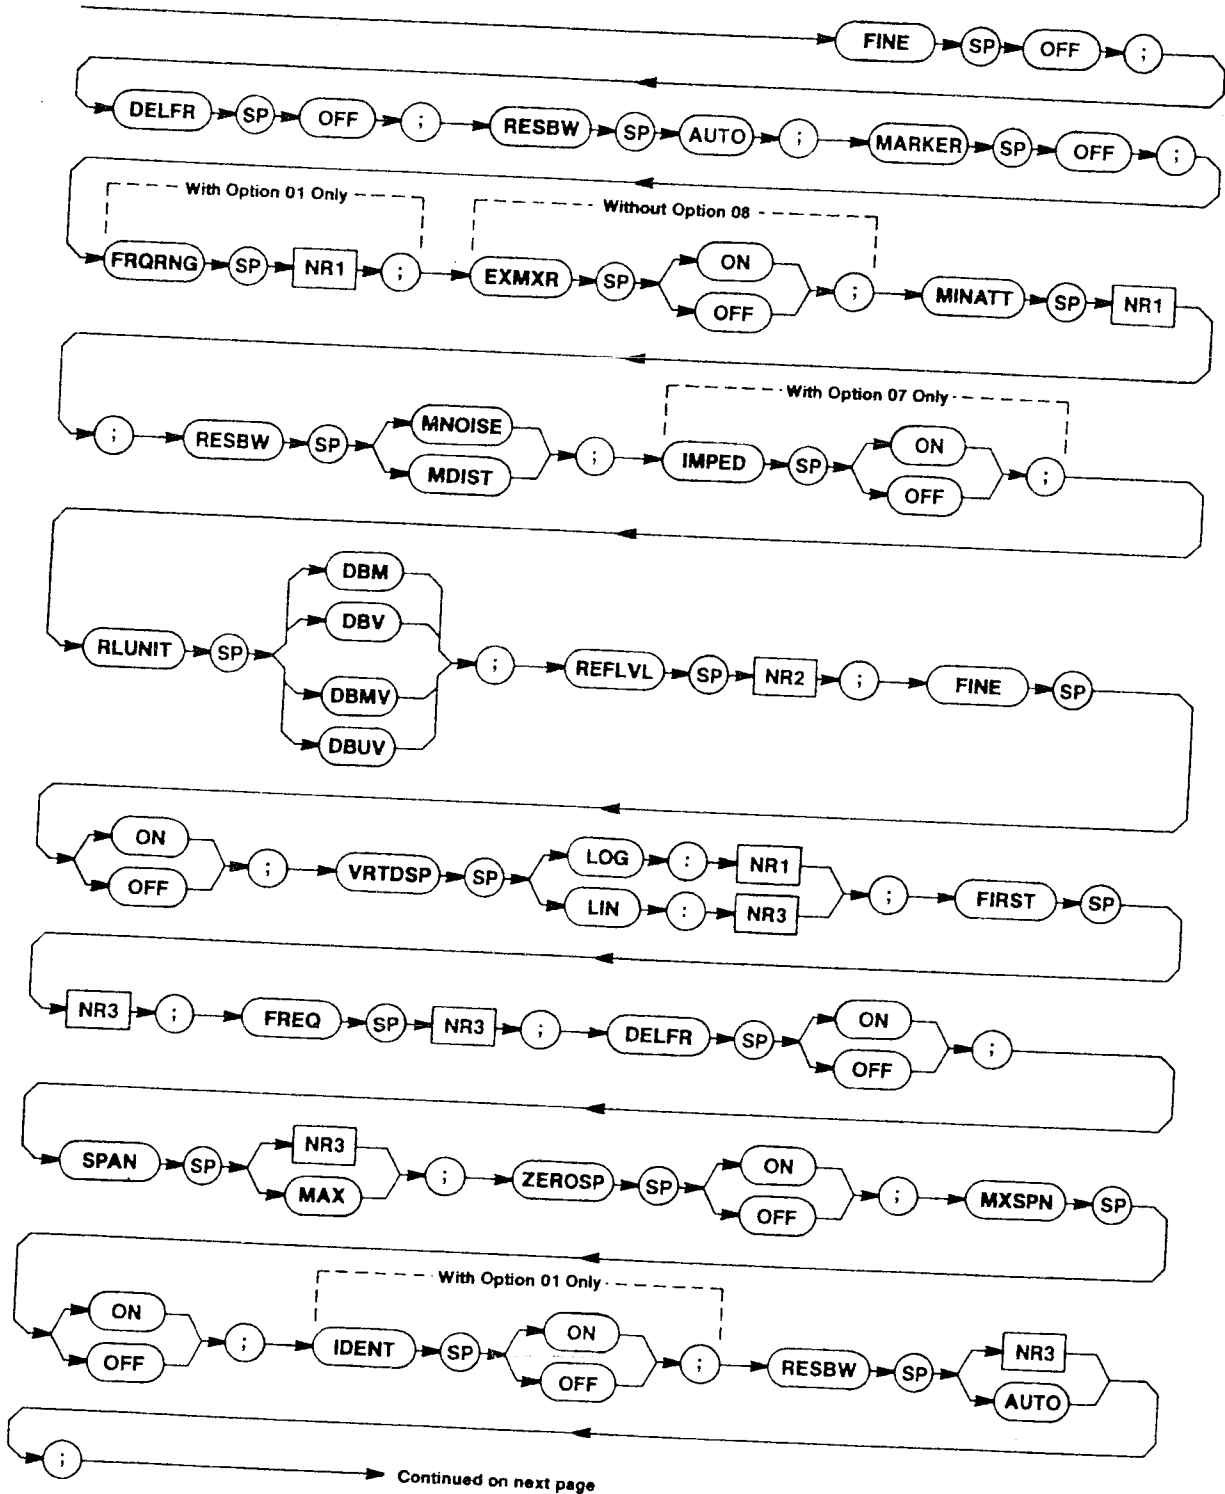 FINE SP OFF ;
DELFR SP OFF ; RESBW SP AUTO ; MARKER SP OFF ;
With Option 01 Only
Without Option 08
FRQRNG SP NR1 ; EXMXR SP ON OFF ; MINATT SP NR1
With Option 07 Only
; RESBW SP MNOISE MDIST ; IMPED SP ON OFF ;
RLUNIT SP DBM DBV DBMV DBUV ; REFLVL SP NR2 ; FINE SP
ON OFF ; VRTDSP SP LOG : NR1 LIN : NR3 ; FIRST SP
NR3 ; FREQ SP NR3 ; DELFR SP ON OFF ;
SPAN SP NR3 MAX ; ZEROSP SP ON OFF ; MXSPN SP
With Option 01 Only
ON OFF ; IDENT SP ON OFF ; RESBW SP NR3 AUTO
; Continued on next page